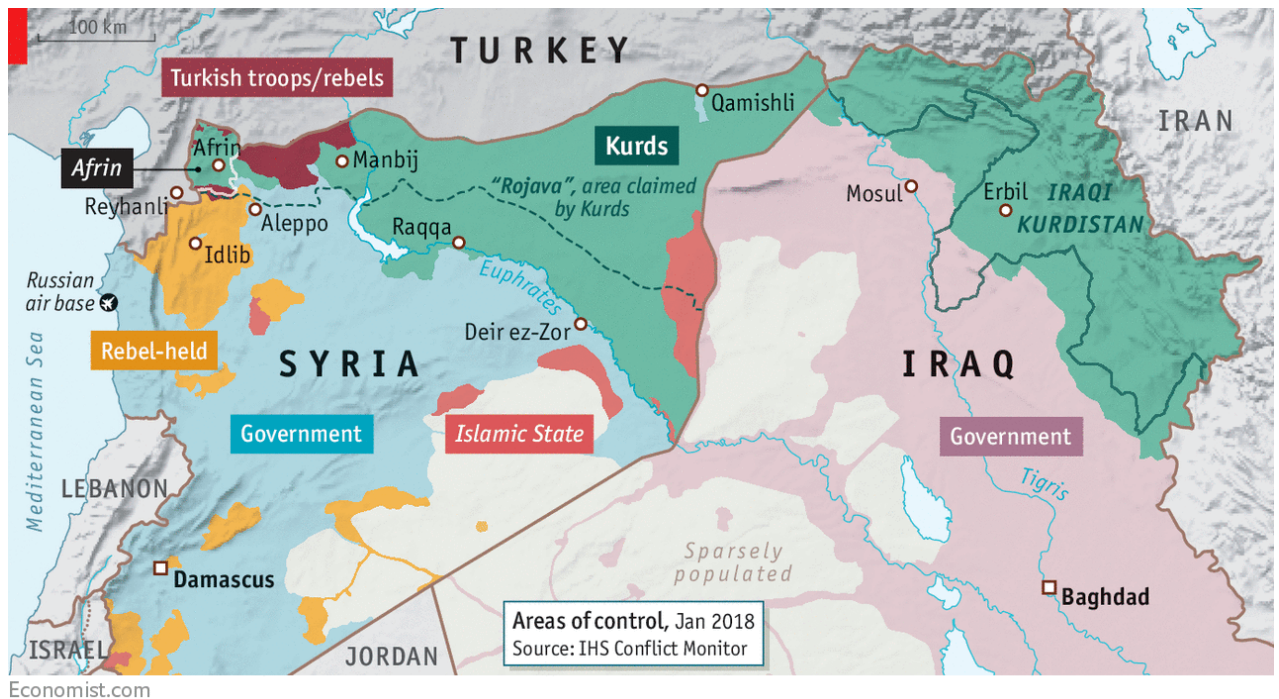 100 km
TURKEY
Turkish troops/rebels
Qamishli
IRAN
Afrin
Kurds
Manbij
Afrin
“Rojava”, area claimed
by Kurds
Mosul
Erbil
IRAQI
KURDISTAN
Reyhanli
Aleppo
Raqqa
Idlib
Euphrates
Russian
air base
Deir ez-Zor
Mediterranean Sea
Rebel-held
SYRIA
IRAQ
Government
Islamic State
Government
LEBANON
Tigris
Sparsely
populated
Damascus
Baghdad
Areas of control, Jan 2018
Source: IHS Conflict Monitor
ISRAEL
JORDAN
Economist.com